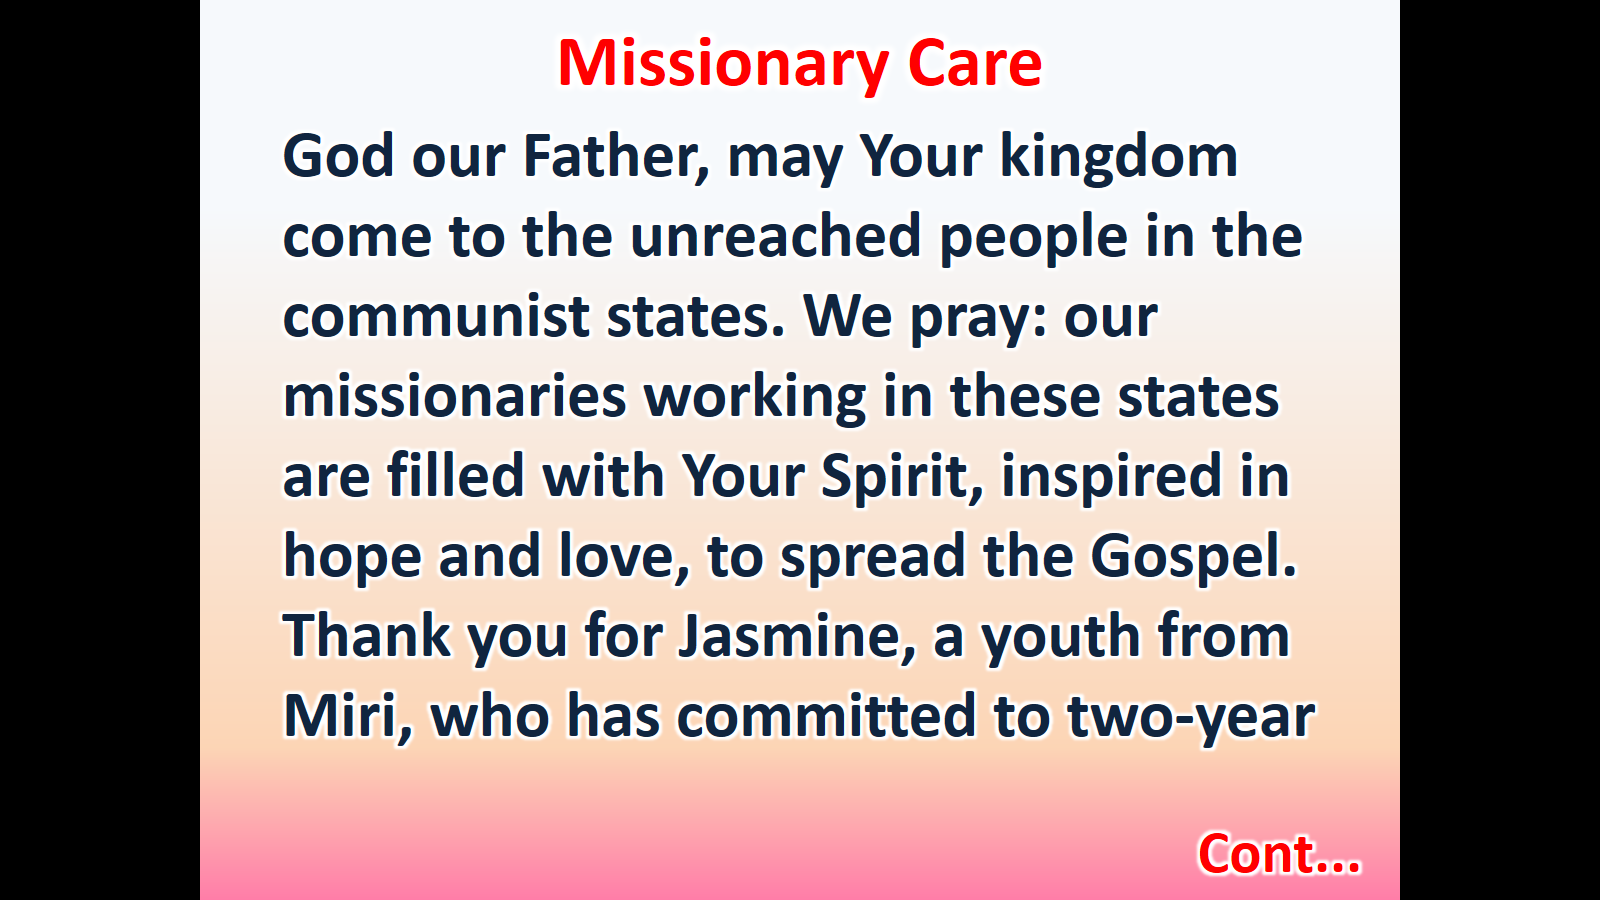 Missionary Care
God our Father, may Your kingdom
come to the unreached people in the
communist states. We pray: our
missionaries working in these states
are filled with Your Spirit, inspired in
hope and love, to spread the Gospel.
Thank you for Jasmine, a youth from
Miri, who has committed to two-year
Cont...